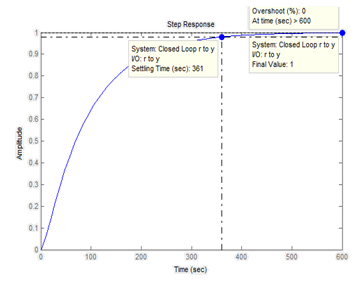 Step Response
Overshoot (%): 0
At time (sec) > 600
System: Closed Loop r to y
I/O: r to y
Settling Time (sec): 361
System: Closed Loop r to y
I/O: r to y
Final Value: 1
Amplitude
1
0.9
0.8
0.7
0.6
0.5
0.4
0.3
0.2
0.1
0
0
100
200
300
400
500
600
Time (sec)